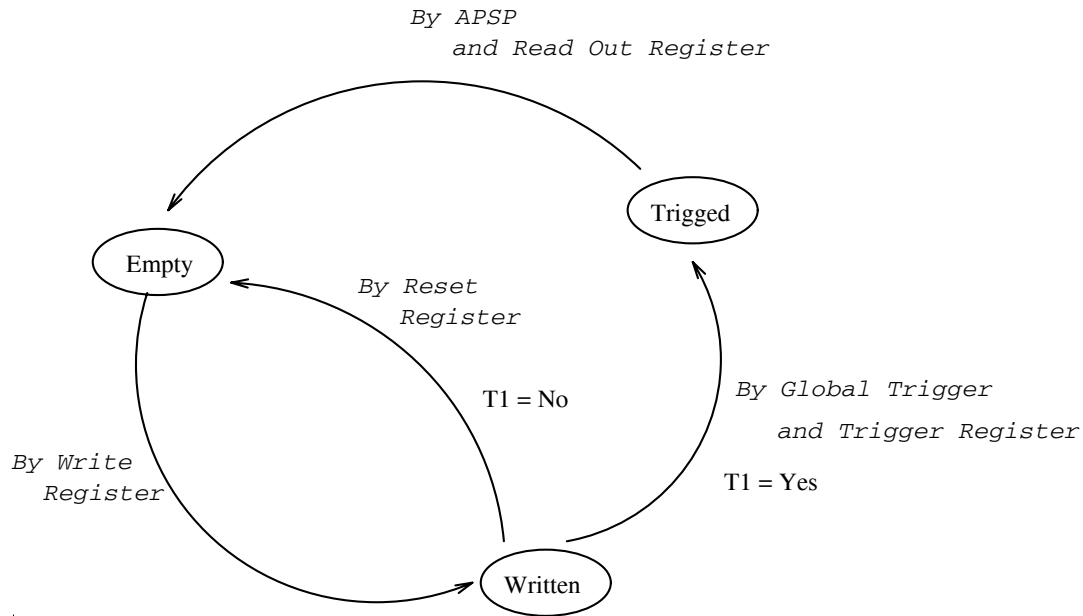 By APSP
and Read Out Register
Trigged
Empty
By Reset
Register
T1 = No
By Global Trigger
and Trigger Register
T1 = Yes
By Write
Register
Written